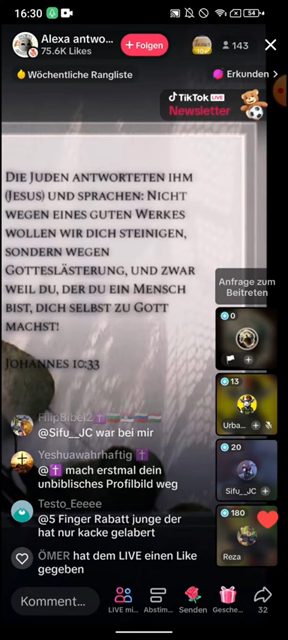 16:30
54
Alexa antwo...
75.6K Likes
+ Folgen
143
Wöchentliche Rangliste
Erkunden >
TikTok LIVE
Newsletter
DIE JUDEN ANTWORTETEN IHM
(JESUS) UND SPRACHEN: NICHT
WEGEN EINES GUTEN WERKES
WOLLEN WIR DICH STEINIGEN,
SONDERN WEGEN
GOTTESLÄSTERUNG, UND ZWAR
WEIL DU, DER DU EIN MENSCH
BIST, DICH SELBST ZU GOTT
MACHST!
JOHANNES 10:33
Anfrage zum
Beitreten
0
13
Urba...
20
Sifu__JC
180
Reza
FilipBibel2
@Sifu__JC war bei mir
Yeshuawahrhaftig
@ mach erstmal dein
unbiblisches Profilbild weg
Testo_Eeeee
@5 Finger Rabatt junge der
hat nur kacke gelabert
ÖMER hat dem LIVE einen Like
gegeben
Komment...
LIVE mi...
Abstim...
Senden
Gesche...
32